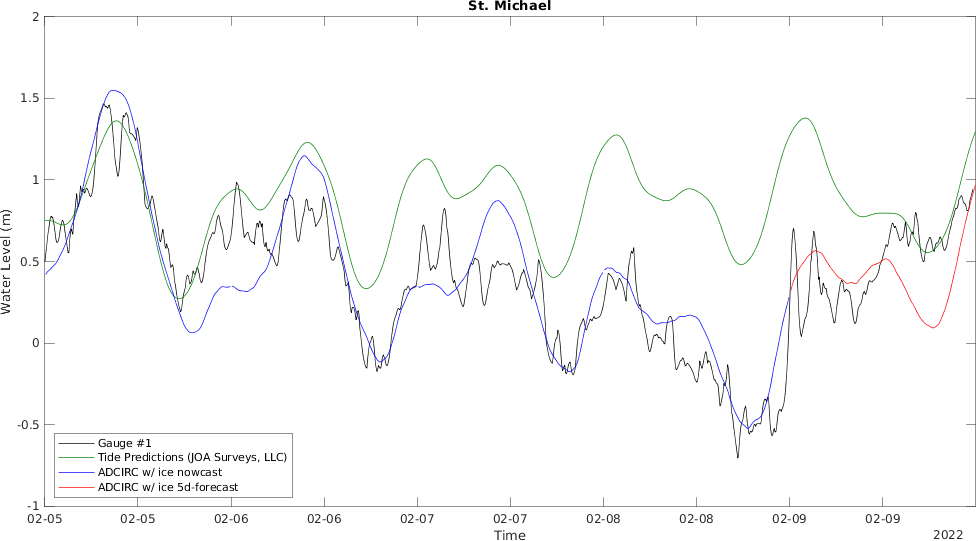 St. Michael
2
1.5
1
0.5
0
-0.5
-1
Water Level (m)
Gauge #1
Tide Predictions (JOA Surveys, LLC)
ADCIRC w/ ice nowcast
ADCIRC w/ ice 5d-forecast
02-05 02-05 02-06 02-06 02-07 02-07 02-08 02-08 02-09 02-09
Time
2022